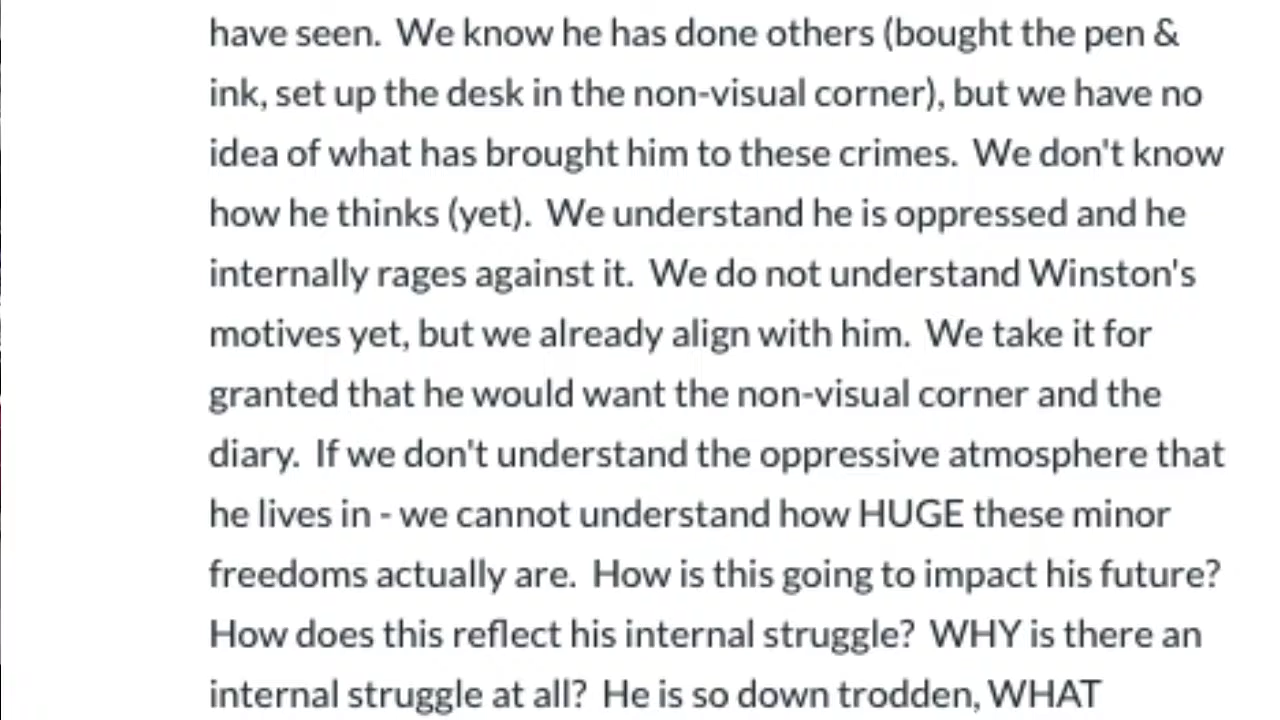 have seen.  We know he has done others (bought the pen &
ink, set up the desk in the non-visual corner), but we have no
idea of what has brought him to these crimes.  We don't know
how he thinks (yet).  We understand he is oppressed and he
internally rages against it.  We do not understand Winston's
motives yet, but we already align with him.  We take it for
granted that he would want the non-visual corner and the
diary.  If we don't understand the oppressive atmosphere that
he lives in - we cannot understand how HUGE these minor
freedoms actually are.  How is this going to impact his future?
How does this reflect his internal struggle?  WHY is there an
internal struggle at all?  He is so down trodden, WHAT